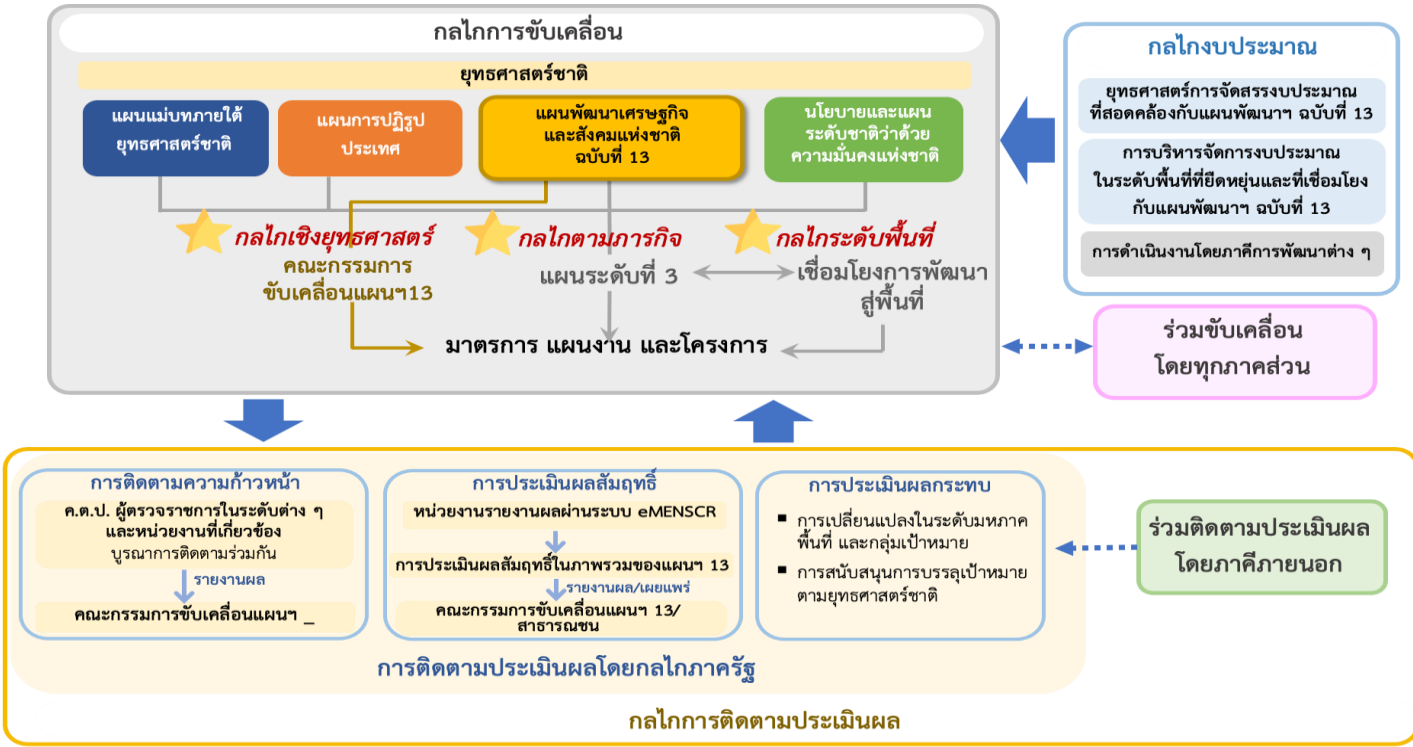 กลไกการขับเคลื่อน
ยุทธศาสตร์ชาติ
แผนแม่บทภายใต้
ยุทธศาสตร์ชาติ
แผนการปฏิรูป
ประเทศ
แผนพัฒนาเศรษฐกิจ
และสังคมแห่งชาติ
ฉบับที่ 13
นโยบายและแผน
ระดับชาติว่าด้วย
ความมั่นคงแห่งชาติ
กลไกเชิงยุทธศาสตร์
คณะกรรมการ
ขับเคลื่อนแผนฯ13
กลไกตามภารกิจ
แผนระดับที่ 3
กลไกระดับพื้นที่
เชื่อมโยงการพัฒนา
สู่พื้นที่
มาตรการ แผนงาน และโครงการ
กลไกงบประมาณ
ยุทธศาสตร์การจัดสรรงบประมาณ
ที่สอดคล้องกับแผนพัฒนาฯ ฉบับที่ 13
การบริหารจัดการงบประมาณ
ในระดับพื้นที่ที่ยืดหยุ่นและที่เชื่อมโยง
กับแผนพัฒนาฯ ฉบับที่ 13
การดำเนินงานโดยภาคีการพัฒนาต่าง ๆ
ร่วมขับเคลื่อน
โดยทุกภาคส่วน
การติดตามความก้าวหน้า
ค.ต.ป. ผู้ตรวจราชการในระดับต่าง ๆ
และหน่วยงานที่เกี่ยวข้อง
บูรณาการติดตามร่วมกัน
รายงานผล
คณะกรรมการขับเคลื่อนแผนฯ _
การประเมินผลสัมฤทธิ์
หน่วยงานรายงานผลผ่านระบบ eMENSCR
การประเมินผลสัมฤทธิ์ในภาพรวมของแผนฯ 13
รายงานผล/เผยแพร่
คณะกรรมการขับเคลื่อนแผนฯ 13/
สาธารณชน
การประเมินผลกระทบ
▪ การเปลี่ยนแปลงในระดับมหภาค
พื้นที่ และกลุ่มเป้าหมาย
▪ การสนับสนุนการบรรลุเป้าหมาย
ตามยุทธศาสตร์ชาติ
ร่วมติดตามประเมินผล
โดยภาคีภายนอก
การติดตามประเมินผลโดยกลไกภาครัฐ
กลไกการติดตามประเมินผล